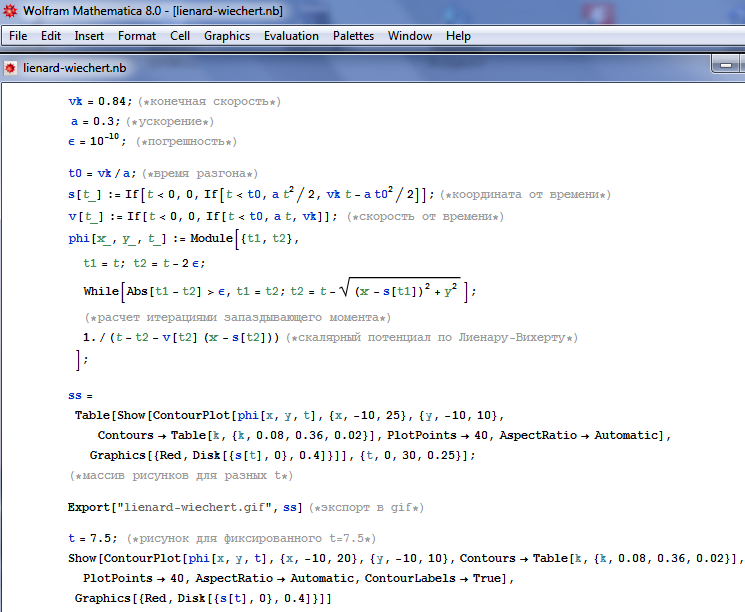 Wolfram Mathematica 8.0 - [lienard-wiechert.nb]
File Edit Insert Format Cell Graphics Evaluation Palettes Window Help
lienard-wiechert.nb
vk = 0.84; (*конечная скорость*)
a = 0.3; (*ускорение*)
ϵ = 10^-10; (*погрешность*)
t0 = vk / a; (*время разгона*)
s[t_] := If[t < 0, 0, If[t < t0, a t^2 / 2, vk t - a t0^2 / 2]]; (*координата от времени*)
v[t_] := If[t < 0, 0, If[t < t0, a t, vk]]; (*скорость от времени*)
phi[x_, y_, t_] := Module[{t1, t2},
t1 = t; t2 = t - 2 ϵ;
While[Abs[t1 - t2] > ϵ, t1 = t2; t2 = t - √((x - s[t1])^2 + y^2) ];
(*расчет итерациями запаздывающего момента*)
1. / (t - t2 - v[t2] (x - s[t2])) (*скалярный потенциал по Лиенару-Вихерту*)
];
ss =
Table[Show[ContourPlot[phi[x, y, t], {x, -10, 25}, {y, -10, 10},
Contours → Table[k, {k, 0.08, 0.36, 0.02}], PlotPoints → 40, AspectRatio → Automatic],
Graphics[{Red, Disk[{s[t], 0}, 0.4]}]], {t, 0, 30, 0.25}];
(*массив рисунков для разных t*)
Export["lienard-wiechert.gif", ss] (*экспорт в gif*)
t = 7.5; (*рисунок для фиксированного t=7.5*)
Show[ContourPlot[phi[x, y, t], {x, -10, 20}, {y, -10, 10}, Contours → Table[k, {k, 0.08, 0.36, 0.02}],
PlotPoints → 40, AspectRatio → Automatic, ContourLabels → True],
Graphics[{Red, Disk[{s[t], 0}, 0.4]}]]